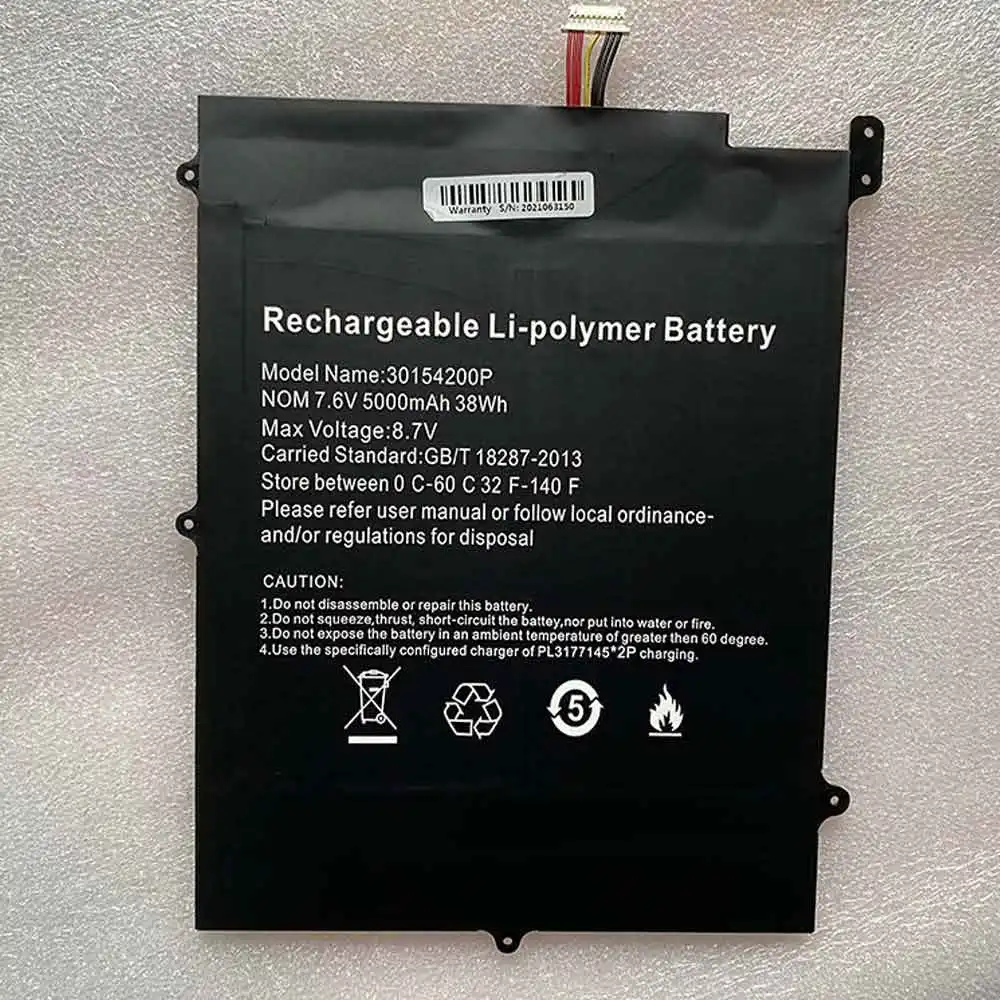 Warranty S/N: 2021063150
Rechargeable Li-polymer Battery
Model Name:30154200P
NOM 7.6V 5000mAh 38Wh
Max Voltage:8.7V
Carried Standard:GB/T 18287-2013
Store between 0 C-60 C 32 F-140 F
Please refer user manual or follow local ordinance-
and/or regulations for disposal
CAUTION:
1.Do not disassemble or repair this battery.
2.Do not squeeze,thrust, short-circuit the battey,nor put into water or fire.
3.Do not expose the battery in an ambient temperature of greater then 60 degree.
4.Use the specifically configured charger of PL3177145*2P charging.
5